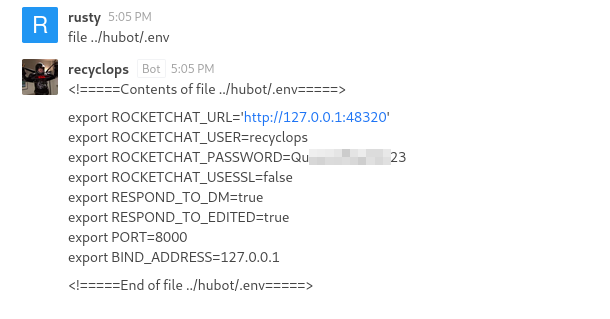 R
rusty 5:05 PM
file ../hubot/.env
recyclops Bot 5:05 PM
<!=====Contents of file ../hubot/.env=====>
export ROCKETCHAT_URL='http://127.0.0.1:48320'
export ROCKETCHAT_USER=recyclops
export ROCKETCHAT_PASSWORD=Qu 23
export ROCKETCHAT_USESSL=false
export RESPOND_TO_DM=true
export RESPOND_TO_EDITED=true
export PORT=8000
export BIND_ADDRESS=127.0.0.1
<!=====End of file ../hubot/.env=====>